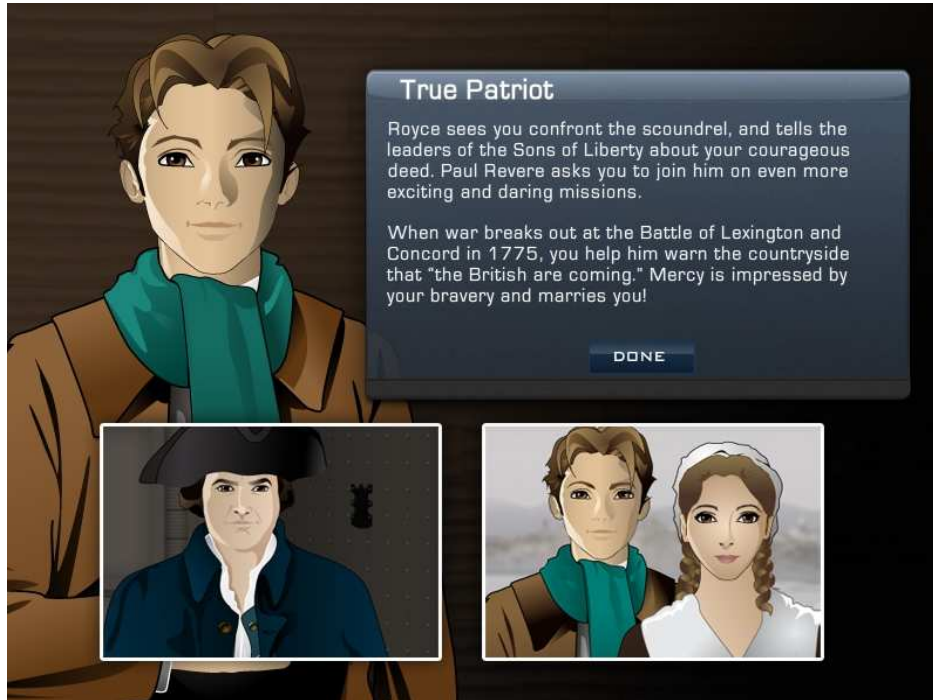 True Patriot
Royce sees you confront the scoundrel, and tells the
leaders of the Sons of Liberty about your courageous
deed. Paul Revere asks you to join him on even more
exciting and daring missions.
When war breaks out at the Battle of Lexington and
Concord in 1775, you help him warn the countryside
that "the British are coming." Mercy is impressed by
your bravery and marries you!
DONE